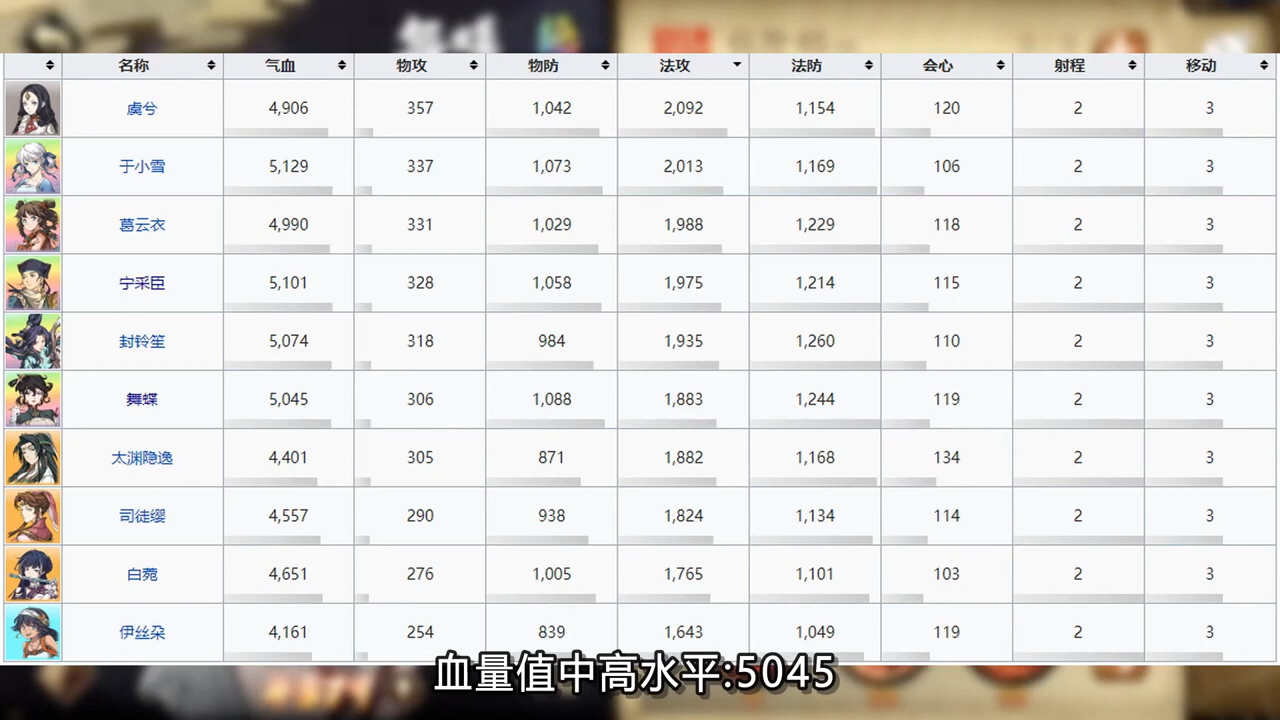 名称 气血 物攻 物防 法攻 法防 会心 射程 移动
虞兮 4,906 357 1,042 2,092 1,154 120 2 3
于小雪 5,129 337 1,073 2,013 1,169 106 2 3
葛云衣 4,990 331 1,029 1,988 1,229 118 2 3
宁采臣 5,101 328 1,058 1,975 1,214 115 2 3
封铃笙 5,074 318 984 1,935 1,260 110 2 3
舞蝶 5,045 306 1,088 1,883 1,244 119 2 3
太渊隐逸 4,401 305 871 1,882 1,168 134 2 3
司徒缨 4,557 290 938 1,824 1,134 114 2 3
白菀 4,651 276 1,005 1,765 1,101 103 2 3
伊丝朵 4,161 254 839 1,643 1,049 119 2 3
血量值中高水平:5045